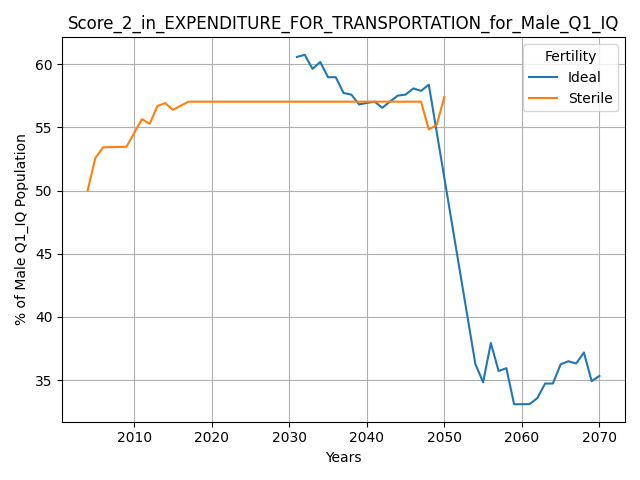 Score_2_in_EXPENDITURE_FOR_TRANSPORTATION_for_Male_Q1_IQ
Fertility
Ideal
Sterile
% of Male Q1_IQ Population
60
55
50
45
40
35
2010 2020 2030 2040 2050 2060 2070
Years